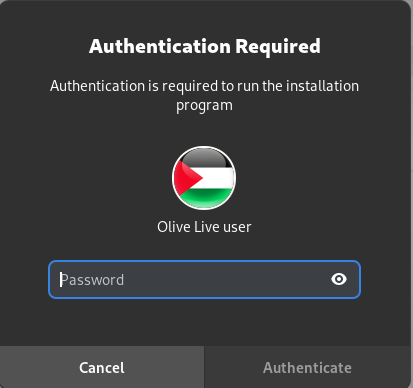 Authentication Required
Authentication is required to run the installation
program
Olive Live user
Password
Cancel
Authenticate